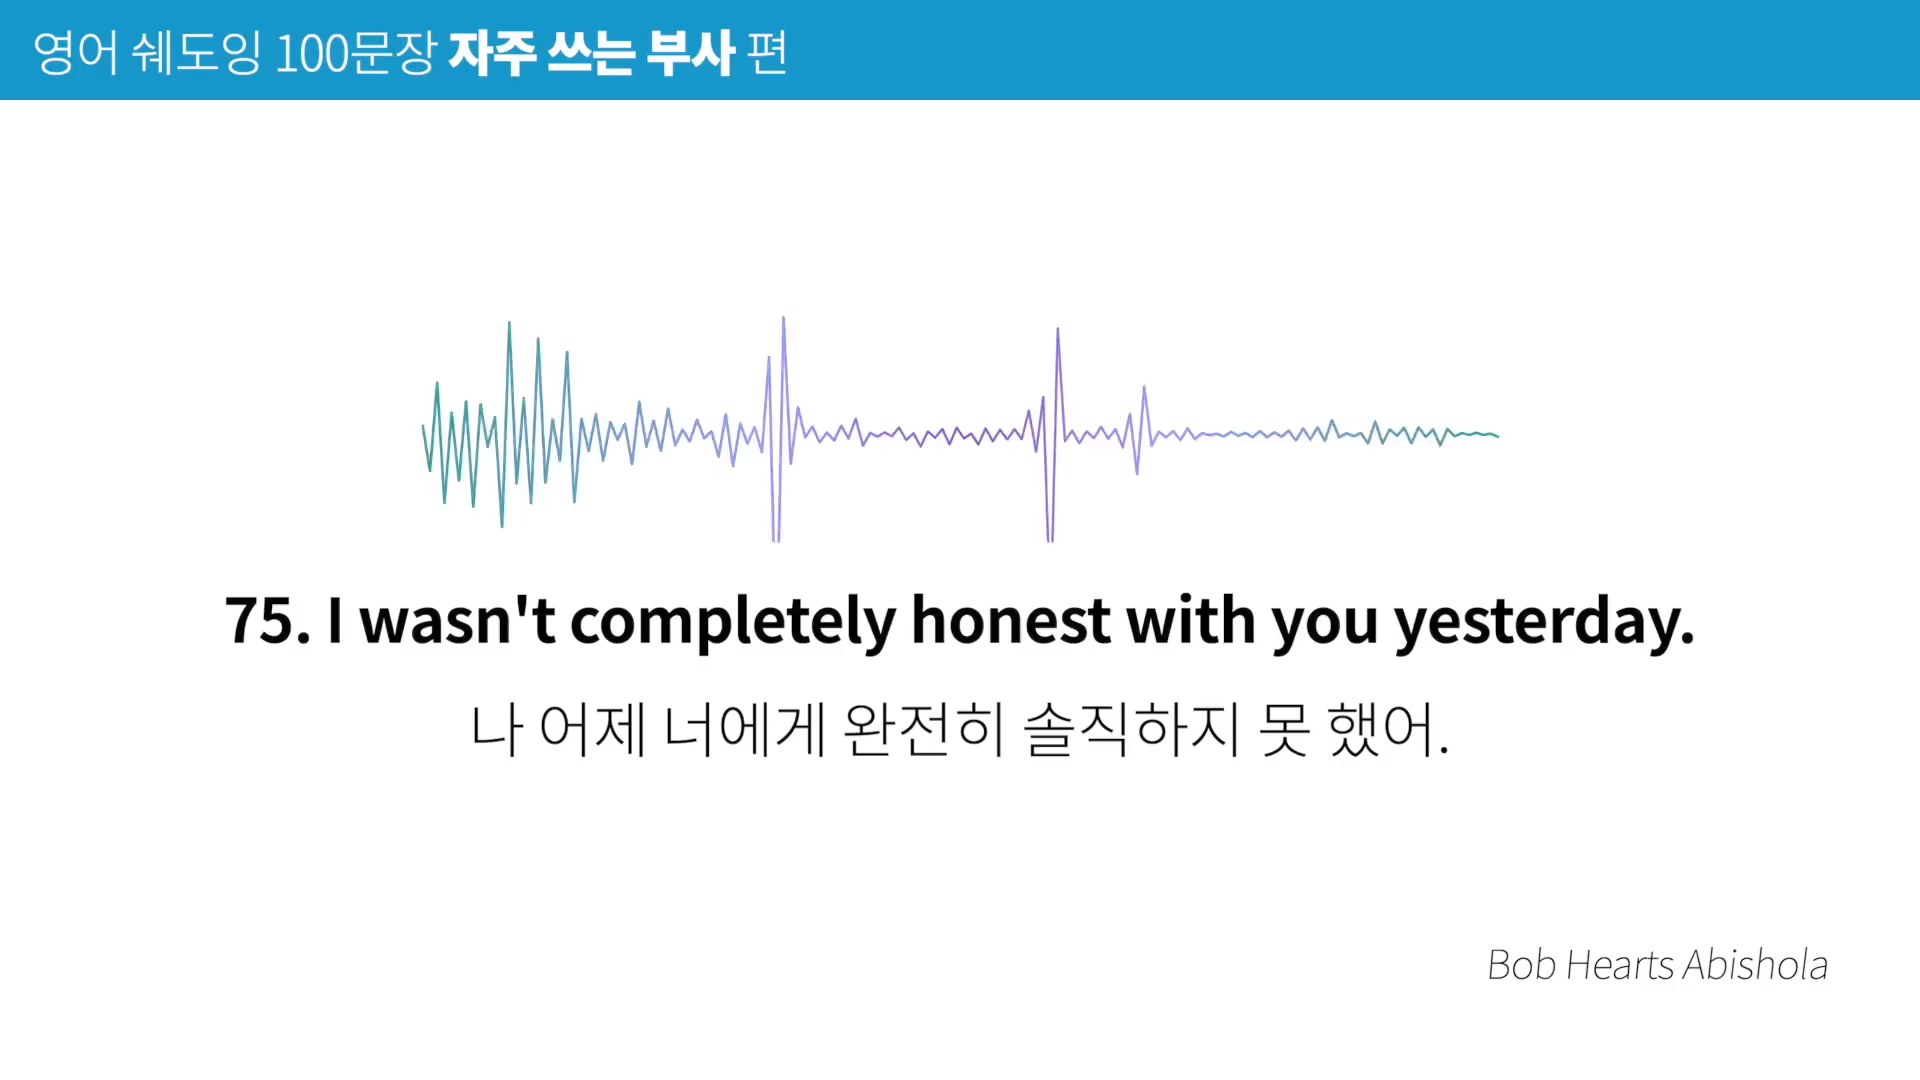 영어 쉐도잉 100문장 자주 쓰는 부사 편
75. I wasn't completely honest with you yesterday.
나 어제 너에게 완전히 솔직하지 못 했어.
Bob Hearts Abishola